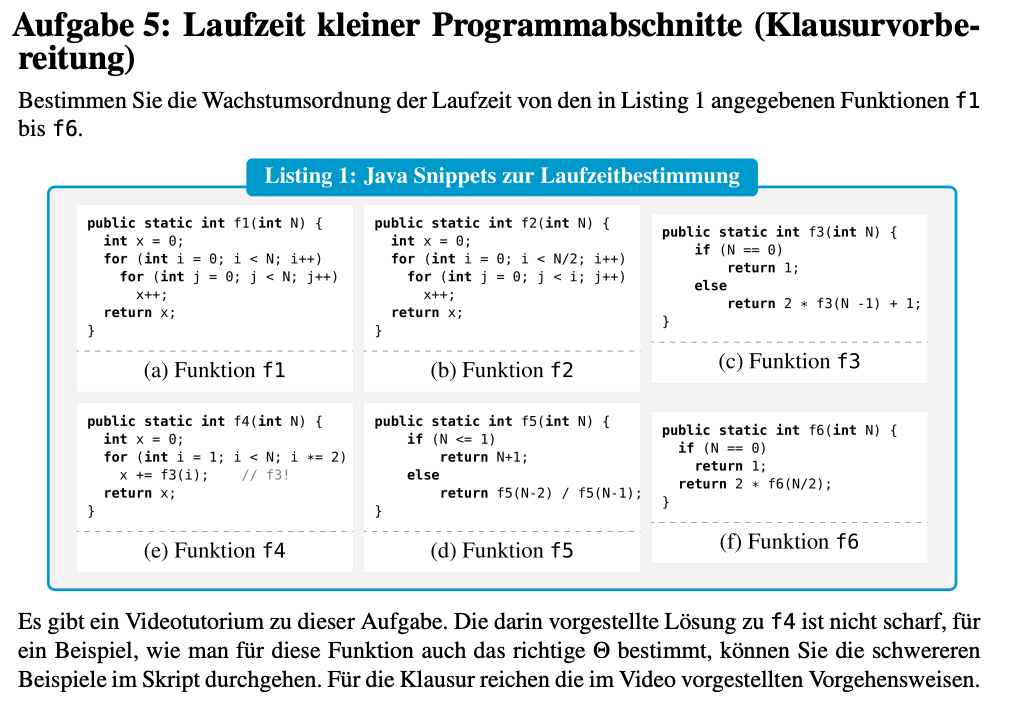 Aufgabe 5: Laufzeit kleiner Programmabschnitte (Klausurvorbe-
reitung)
Bestimmen Sie die Wachstumsordnung der Laufzeit von den in Listing 1 angegebenen Funktionen f1
bis f6.
Listing 1: Java Snippets zur Laufzeitbestimmung
public static int f1(int N) {
  int x = 0;
  for (int i = 0; i < N; i++)
    for (int j = 0; j < N; j++)
      x++;
  return x;
}
(a) Funktion f1
public static int f2(int N) {
  int x = 0;
  for (int i = 0; i < N/2; i++)
    for (int j = 0; j < i; j++)
      x++;
  return x;
}
(b) Funktion f2
public static int f3(int N) {
    if (N == 0)
        return 1;
    else
        return 2 * f3(N -1) + 1;
}
(c) Funktion f3
public static int f4(int N) {
  int x = 0;
  for (int i = 1; i < N; i *= 2)
    x += f3(i);    // f3!
  return x;
}
(e) Funktion f4
public static int f5(int N) {
    if (N <= 1)
        return N+1;
    else
        return f5(N-2) / f5(N-1);
}
(d) Funktion f5
public static int f6(int N) {
  if (N == 0)
    return 1;
  return 2 * f6(N/2);
}
(f) Funktion f6
Es gibt ein Videotutorium zu dieser Aufgabe. Die darin vorgestellte Lösung zu f4 ist nicht scharf, für
ein Beispiel, wie man für diese Funktion auch das richtige Θ bestimmt, können Sie die schwereren
Beispiele im Skript durchgehen. Für die Klausur reichen die im Video vorgestellten Vorgehensweisen.